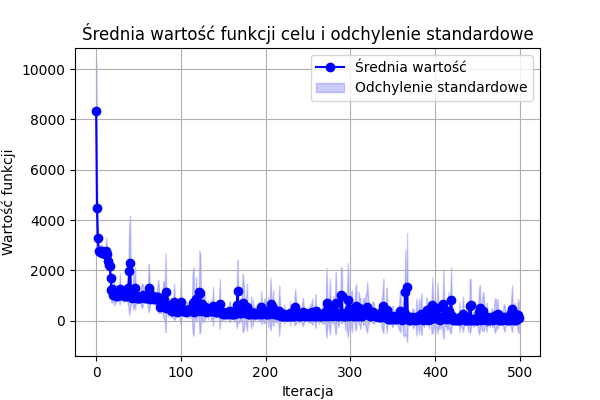 Średnia wartość funkcji celu i odchylenie standardowe
Wartość funkcji
10000
8000
6000
4000
2000
0
Średnia wartość
Odchylenie standardowe
0 100 200 300 400 500
Iteracja